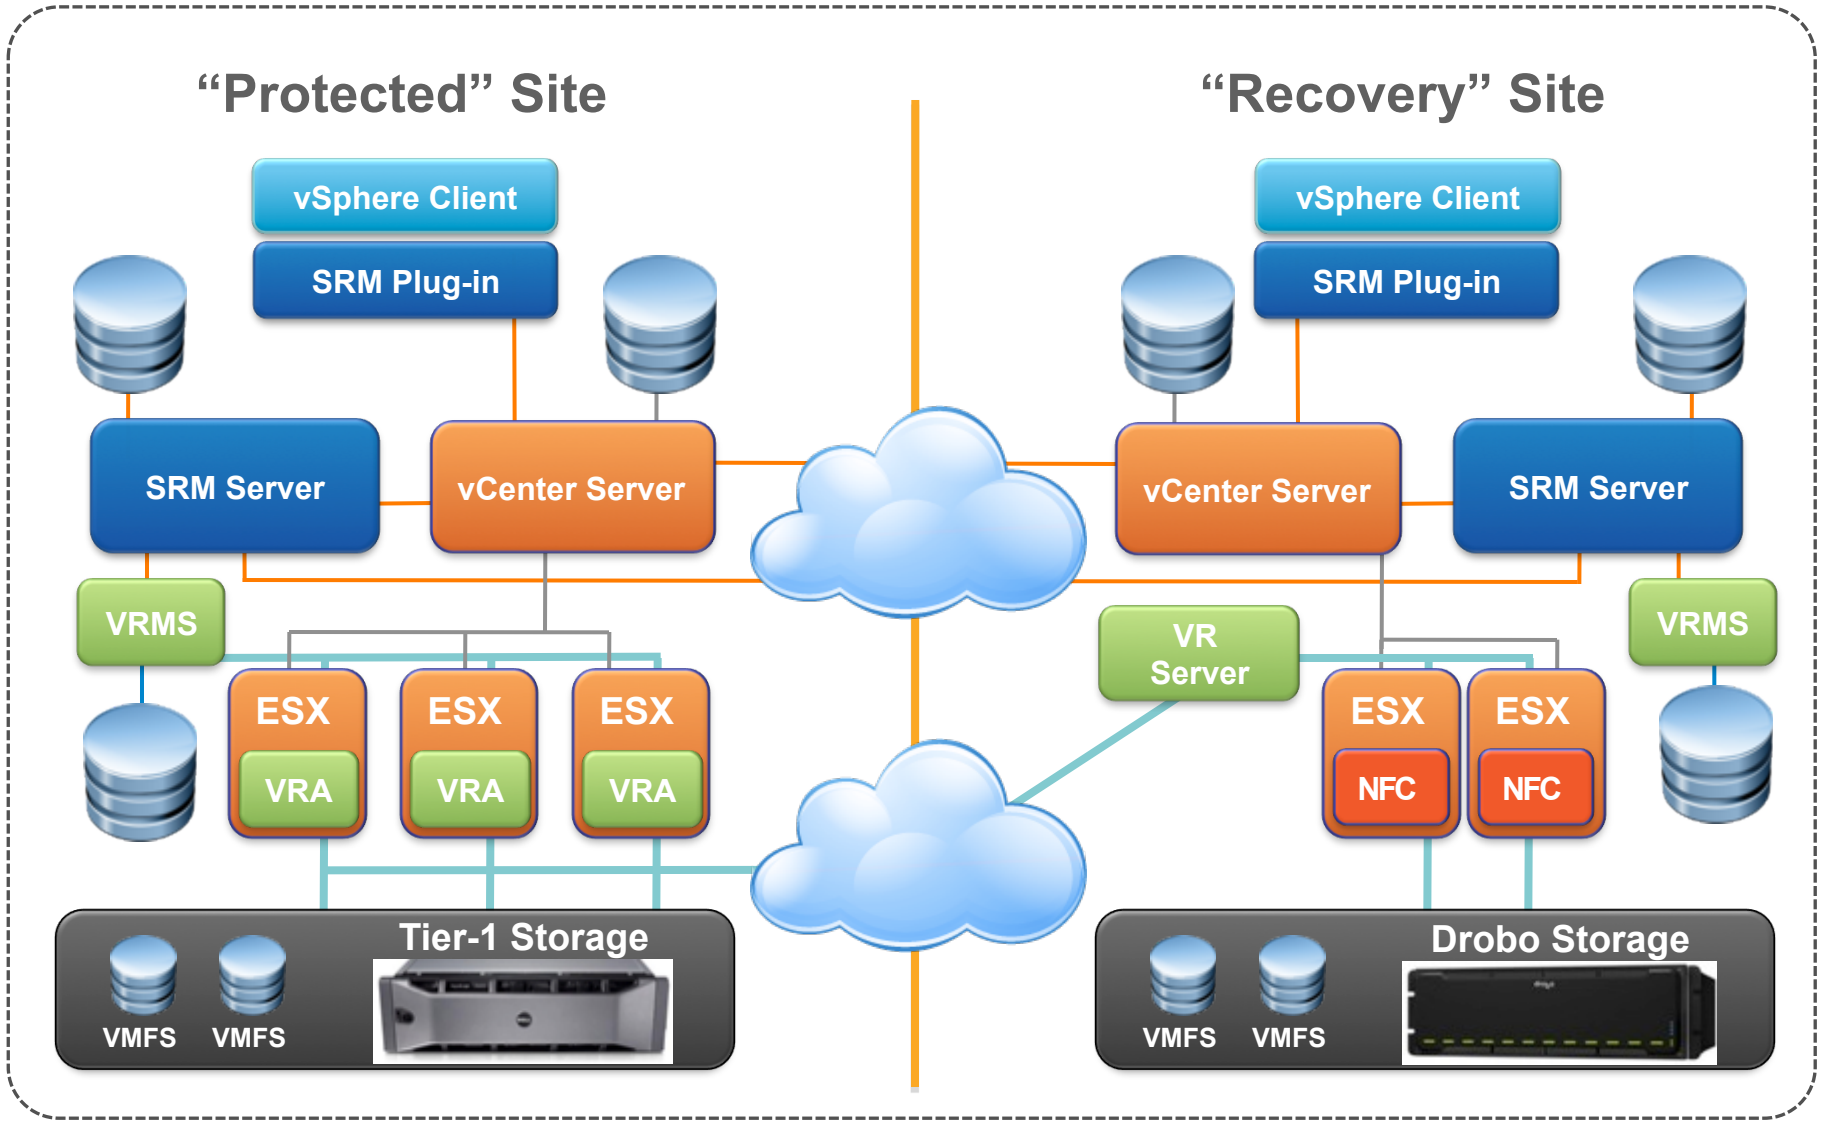 “Protected” Site
“Recovery” Site
vSphere Client
SRM Plug-in
SRM Server
vCenter Server
VRMS
ESX
ESX
ESX
VRA
VRA
VRA
Tier-1 Storage
VMFS
VMFS
vSphere Client
SRM Plug-in
vCenter Server
SRM Server
VR
Server
VRMS
ESX
ESX
NFC
NFC
Drobo Storage
VMFS
VMFS